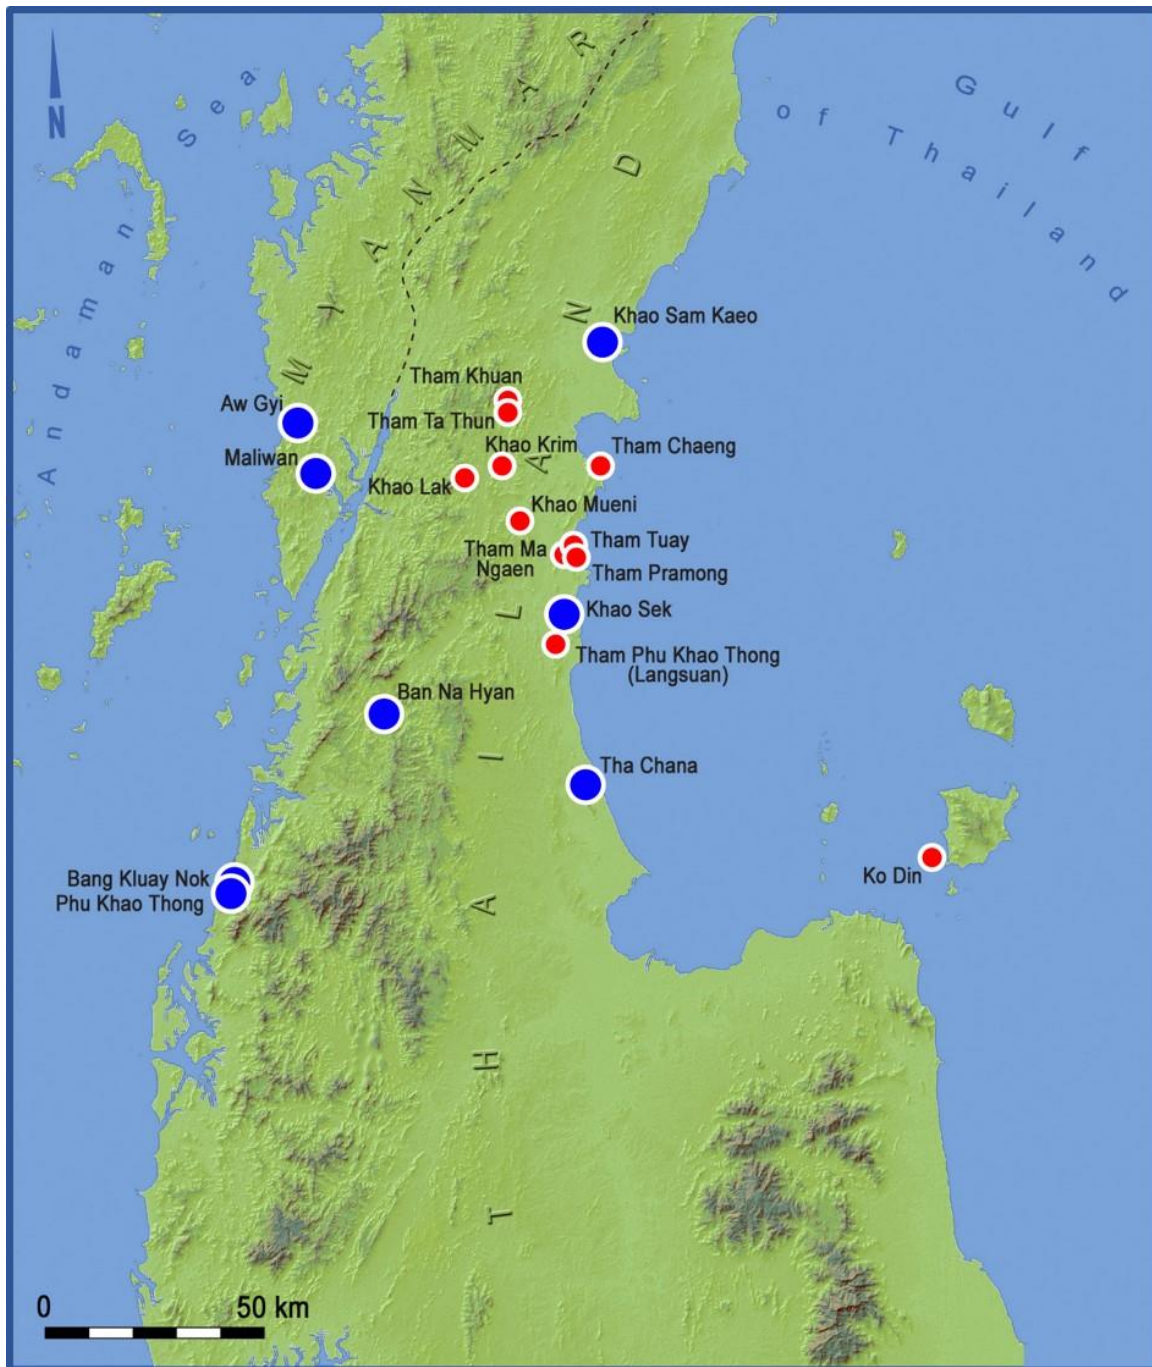 N
Andaman Sea
Gulf
of Thailand
MYANMAR
THAILAND
Khao Sam Kaeo
Tham Khuan
Aw Gyi
Tham Ta Thun
Khao Krim
Tham Chaeng
Maliwan
Khao Lak
Khao Mueni
Tham Tuay
Tham Ma
Ngaen
Tham Pramong
Khao Sek
Tham Phu Khao Thong
(Langsuan)
Ban Na Hyan
Tha Chana
Bang Kluay Nok
Phu Khao Thong
Ko Din
0 50 km